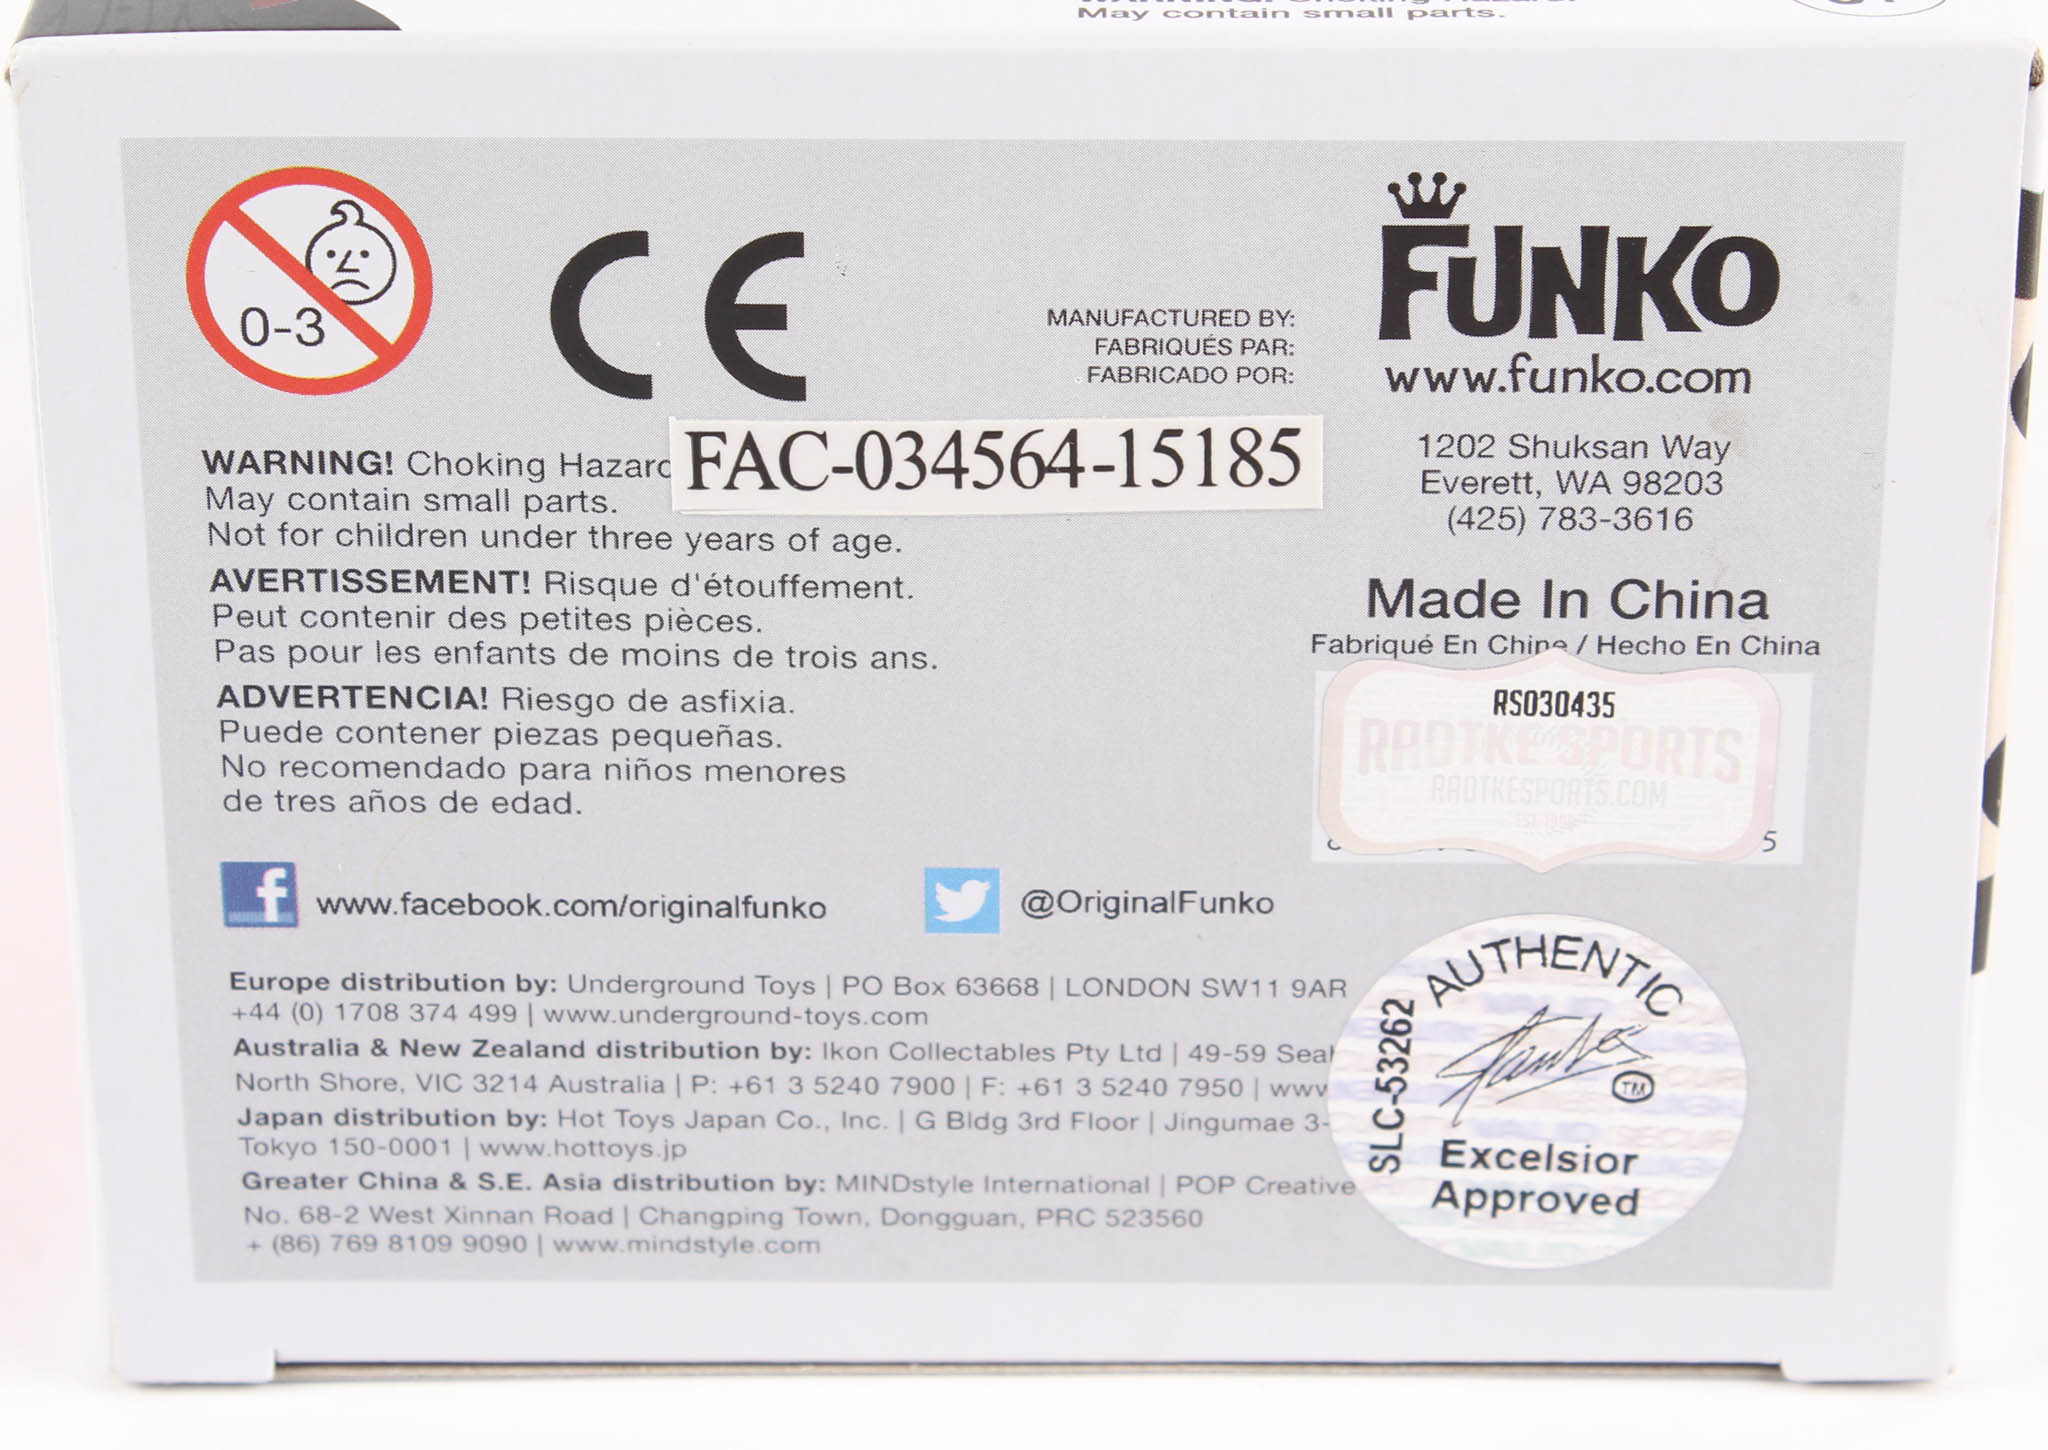 May contain small parts.
0-3
CE
MANUFACTURED BY:
FABRIQUÉS PAR:
FABRICADO POR:
FUNKO
www.funko.com
1202 Shuksan Way
Everett, WA 98203
(425) 783-3616
FAC-034564-15185
WARNING! Choking Hazard
May contain small parts.
Not for children under three years of age.
AVERTISSEMENT! Risque d'étouffement.
Peut contenir des petites pièces.
Pas pour les enfants de moins de trois ans.
ADVERTENCIA! Riesgo de asfixia.
Puede contener piezas pequeñas.
No recomendado para niños menores
de tres años de edad.
Made In China
Fabriqué En Chine / Hecho En China
RS030435
RADTKE SPORTS
RADTKESPORTS.COM
5
www.facebook.com/originalfunko
@OriginalFunko
Europe distribution by: Underground Toys | PO Box 63668 | LONDON SW11 9AR
+44 (0) 1708 374 499 | www.underground-toys.com
Australia & New Zealand distribution by: Ikon Collectables Pty Ltd | 49-59
North Shore, VIC 3214 Australia | P: +61 3 5240 7900 | F: +61 3 5240 7950 | www
Japan distribution by: Hot Toys Japan Co., Inc. | G Bldg 3rd Floor | Jingumae 3-
Tokyo 150-0001 | www.hottoys.jp
Greater China & S.E. Asia distribution by: MINDstyle International | POP Creative
No. 68-2 West Xinnan Road | Changping Town, Dongguan, PRC 523560
+ (86) 769 8109 9090 | www.mindstyle.com
AUTHENTIC
SLC-53262
TM
Excelsior
Approved